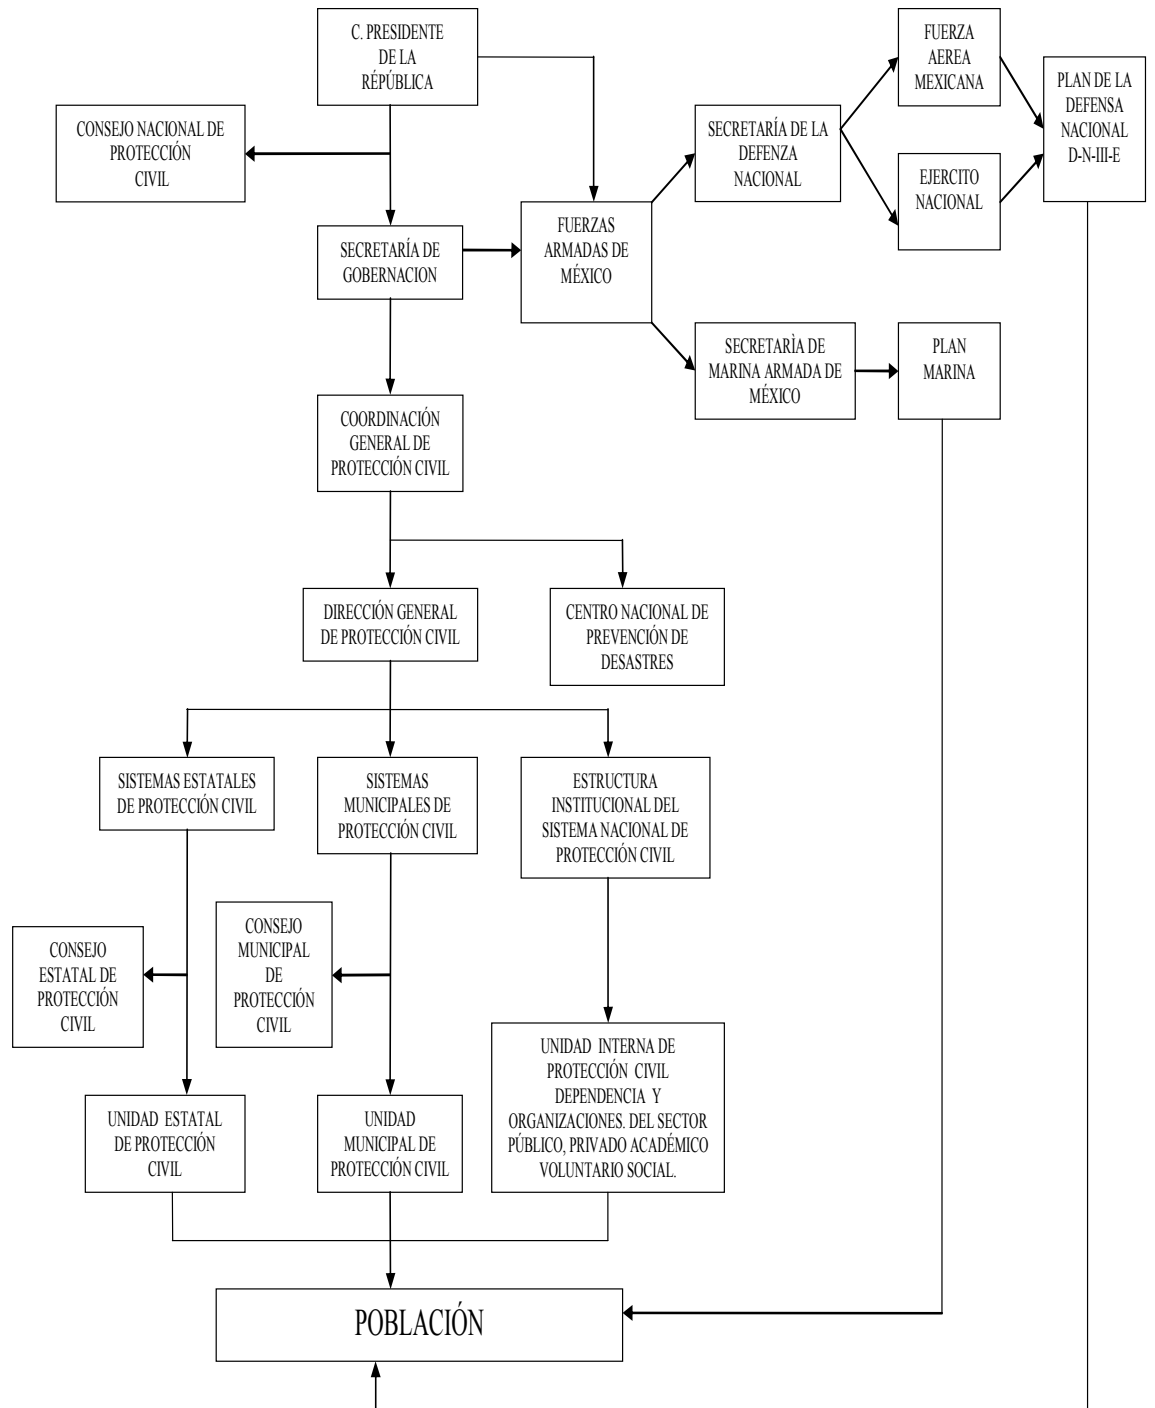 C. PRESIDENTE
DE LA
RÉPÚBLICA
FUERZA
AEREA
MEXICANA
PLAN DE LA
DEFENSA
NACIONAL
D-N-III-E
CONSEJO NACIONAL DE
PROTECCIÓN
CIVIL
SECRETARÍA DE LA
DEFENZA
NACIONAL
EJERCITO
NACIONAL
SECRETARÍA DE
GOBERNACION
FUERZAS
ARMADAS DE
MÉXICO
SECRETARÌA DE
MARINA ARMADA DE
MÉXICO
PLAN
MARINA
COORDINACIÓN
GENERAL DE
PROTECCIÓN CIVIL
DIRECCIÓN GENERAL
DE PROTECCIÓN CIVIL
CENTRO NACIONAL DE
PREVENCIÓN DE
DESASTRES
SISTEMAS ESTATALES
DE PROTECCIÓN CIVIL
SISTEMAS
MUNICIPALES DE
PROTECCIÓN CIVIL
ESTRUCTURA
INSTITUCIONAL DEL
SISTEMA NACIONAL DE
PROTECCIÓN CIVIL
CONSEJO
ESTATAL DE
PROTECCIÓN
CIVIL
CONSEJO
MUNICIPAL
DE
PROTECCIÓN
CIVIL
UNIDAD ESTATAL
DE PROTECCIÓN
CIVIL
UNIDAD
MUNICIPAL DE
PROTECCIÓN CIVIL
UNIDAD INTERNA DE
PROTECCIÓN CIVIL
DEPENDENCIA Y
ORGANIZACIONES. DEL SECTOR
PÚBLICO, PRIVADO ACADÉMICO
VOLUNTARIO SOCIAL.
POBLACIÓN